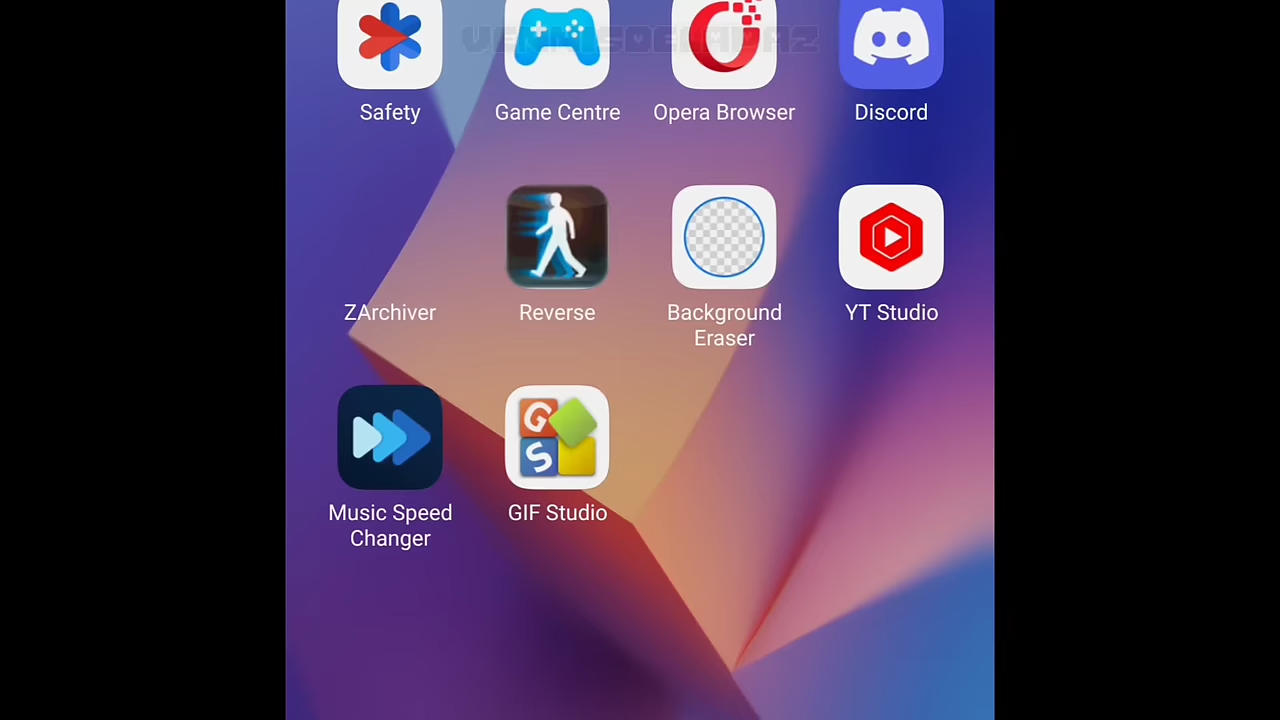 Safety
Game Centre
Opera Browser
Discord
ZArchiver
Reverse
Background
Eraser
YT Studio
G
S
Music Speed
Changer
GIF Studio